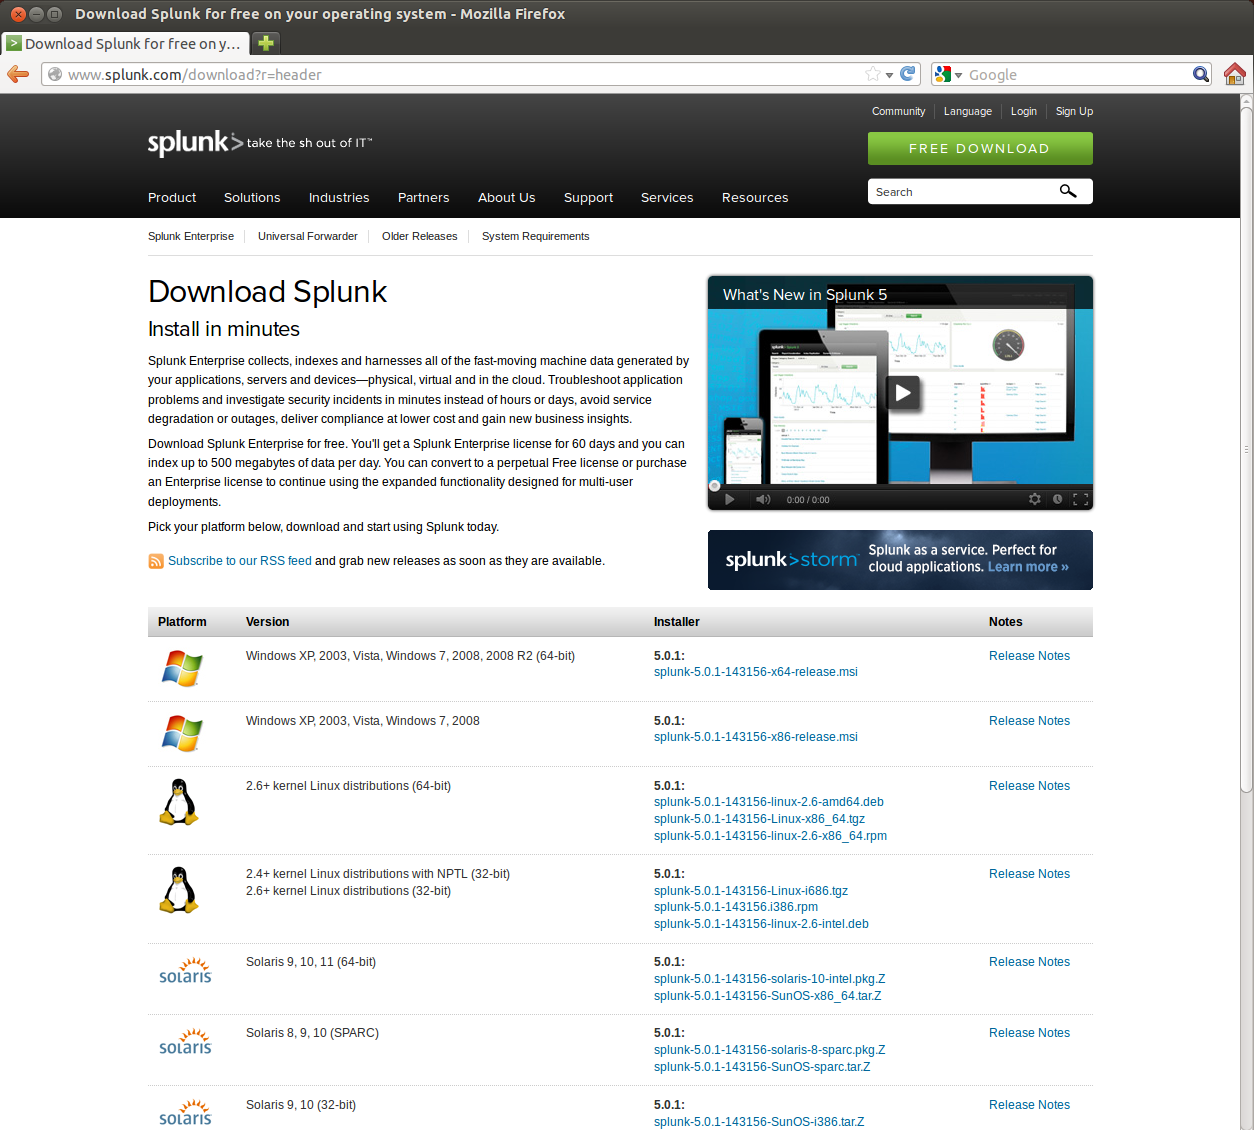 Download Splunk for free on your operating system - Mozilla Firefox
Download Splunk for free on y...
www.splunk.com/download?r=header
Google
Community
Language
Login
Sign Up
splunk> take the sh out of IT™
FREE DOWNLOAD
Search
Product
Solutions
Industries
Partners
About Us
Support
Services
Resources
Splunk Enterprise
Universal Forwarder
Older Releases
System Requirements
Download Splunk
Install in minutes
Splunk Enterprise collects, indexes and harnesses all of the fast-moving machine data generated by
your applications, servers and devices—physical, virtual and in the cloud. Troubleshoot application
problems and investigate security incidents in minutes instead of hours or days, avoid service
degradation or outages, deliver compliance at lower cost and gain new business insights.
Download Splunk Enterprise for free. You'll get a Splunk Enterprise license for 60 days and you can
index up to 500 megabytes of data per day. You can convert to a perpetual Free license or purchase
an Enterprise license to continue using the expanded functionality designed for multi-user
deployments.
Pick your platform below, download and start using Splunk today.
Subscribe to our RSS feed and grab new releases as soon as they are available.
What's New in Splunk 5
0:00 / 0:00
splunk>storm™
Splunk as a service. Perfect for
cloud applications. Learn more »
Platform Version Installer Notes
Windows XP, 2003, Vista, Windows 7, 2008, 2008 R2 (64-bit)
5.0.1:
splunk-5.0.1-143156-x64-release.msi
Release Notes
Windows XP, 2003, Vista, Windows 7, 2008
5.0.1:
splunk-5.0.1-143156-x86-release.msi
Release Notes
2.6+ kernel Linux distributions (64-bit)
5.0.1:
splunk-5.0.1-143156-linux-2.6-amd64.deb
splunk-5.0.1-143156-Linux-x86_64.tgz
splunk-5.0.1-143156-linux-2.6-x86_64.rpm
Release Notes
2.4+ kernel Linux distributions with NPTL (32-bit)
2.6+ kernel Linux distributions (32-bit)
5.0.1:
splunk-5.0.1-143156-Linux-i686.tgz
splunk-5.0.1-143156.i386.rpm
splunk-5.0.1-143156-linux-2.6-intel.deb
Release Notes
solaris
Solaris 9, 10, 11 (64-bit)
5.0.1:
splunk-5.0.1-143156-solaris-10-intel.pkg.Z
splunk-5.0.1-143156-SunOS-x86_64.tar.Z
Release Notes
solaris
Solaris 8, 9, 10 (SPARC)
5.0.1:
splunk-5.0.1-143156-solaris-8-sparc.pkg.Z
splunk-5.0.1-143156-SunOS-sparc.tar.Z
Release Notes
solaris
Solaris 9, 10 (32-bit)
5.0.1:
splunk-5.0.1-143156-SunOS-i386.tar.Z
Release Notes